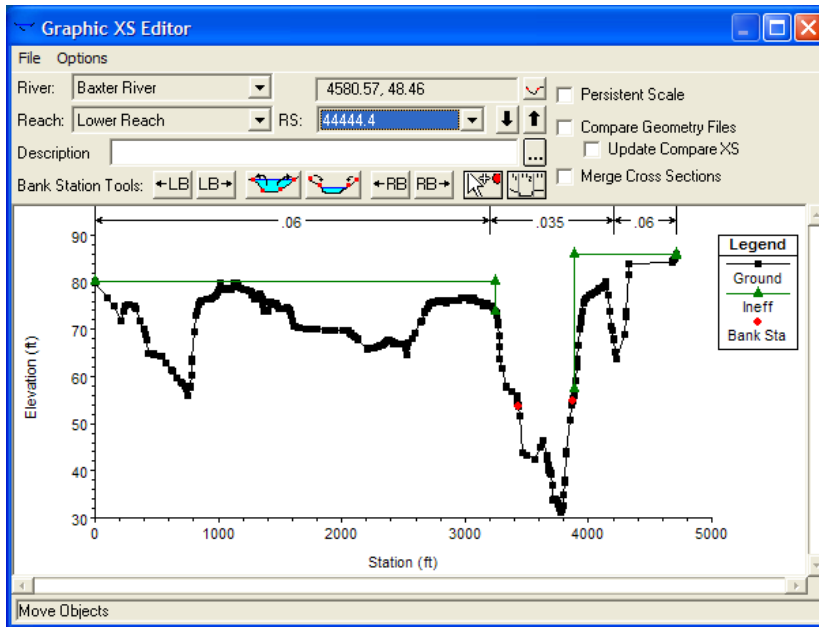 Graphic XS Editor
File Options
River: Baxter River 4580.57, 48.46 Persistent Scale
Reach: Lower Reach RS: 44444.4 Compare Geometry Files
Update Compare XS
Description ...
Bank Station Tools: ←LB LB→ ←RB RB→ Merge Cross Sections
.06 .035 .06
90
80
70
60
50
40
30
Elevation (ft)
0 1000 2000 3000 4000 5000
Station (ft)
Legend
Ground
Ineff
Bank Sta
Move Objects